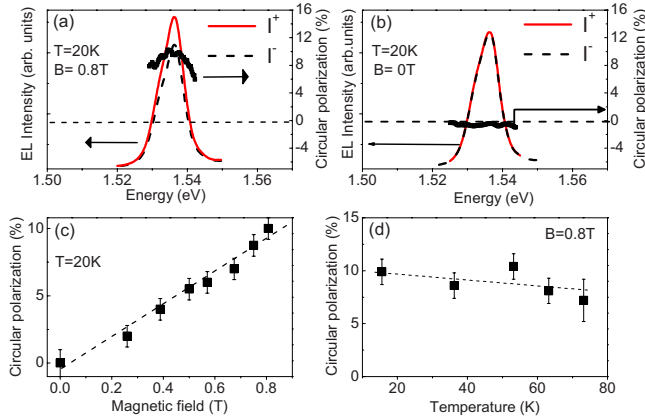 (a)
T=20K
B= 0.8T
I⁺
I⁻
EL Intensity (arb. units)
Circular polarization (%)
16
12
8
4
0
-4
1.50 1.52 1.54 1.56
Energy (eV)
(b)
T=20K
B= 0T
I⁺
I⁻
EL Intensity (arb.units)
Circular polarization (%)
16
12
8
4
0
-4
1.50 1.52 1.54 1.56
Energy (eV)
(c)
T=20K
Circular polarization (%)
10
5
0
0.0 0.2 0.4 0.6 0.8
Magnetic field (T)
(d)
B=0.8T
Circular polarization (%)
15
10
5
0
20 40 60 80
Temperature (K)